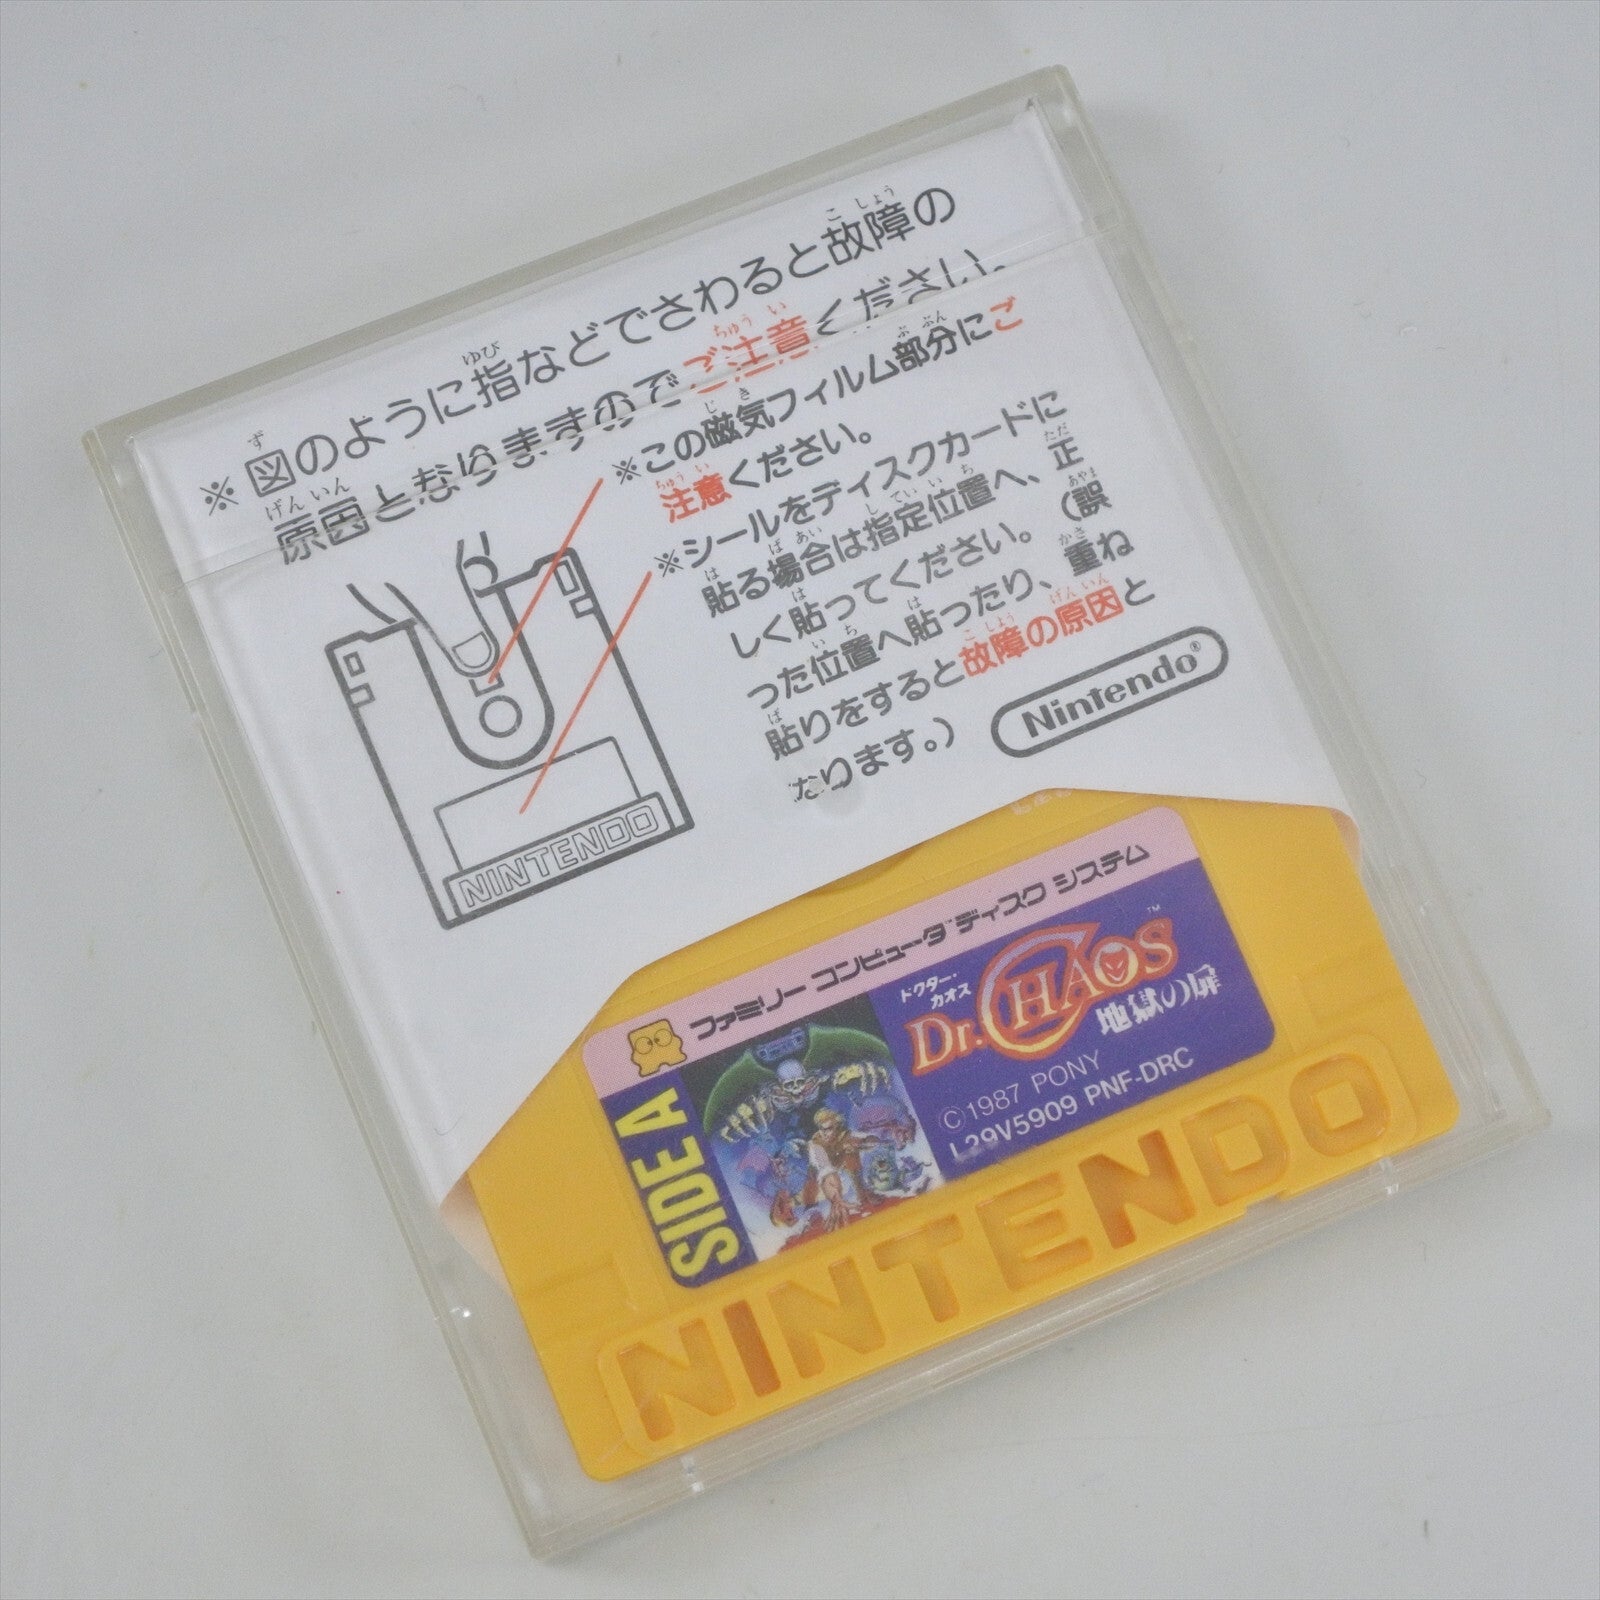 ※図のように指などでさわると故障の
原因となりますのでご注意ください。
※この磁気フィルム部分にご
注意ください。
※シールをディスクカードに
貼る場合は指定位置へ、正
しく貼ってください。(誤
った位置へ貼ったり、重ね
貼りをすると故障の原因と
なります。)
Nintendo®
NINTENDO
ファミリー コンピュータ ディスク システム
SIDE A
ドクター・
カオス
Dr. CHAOS™
地獄の扉
©1987 PONY
L29V5909 PNF-DRC
NINTENDO